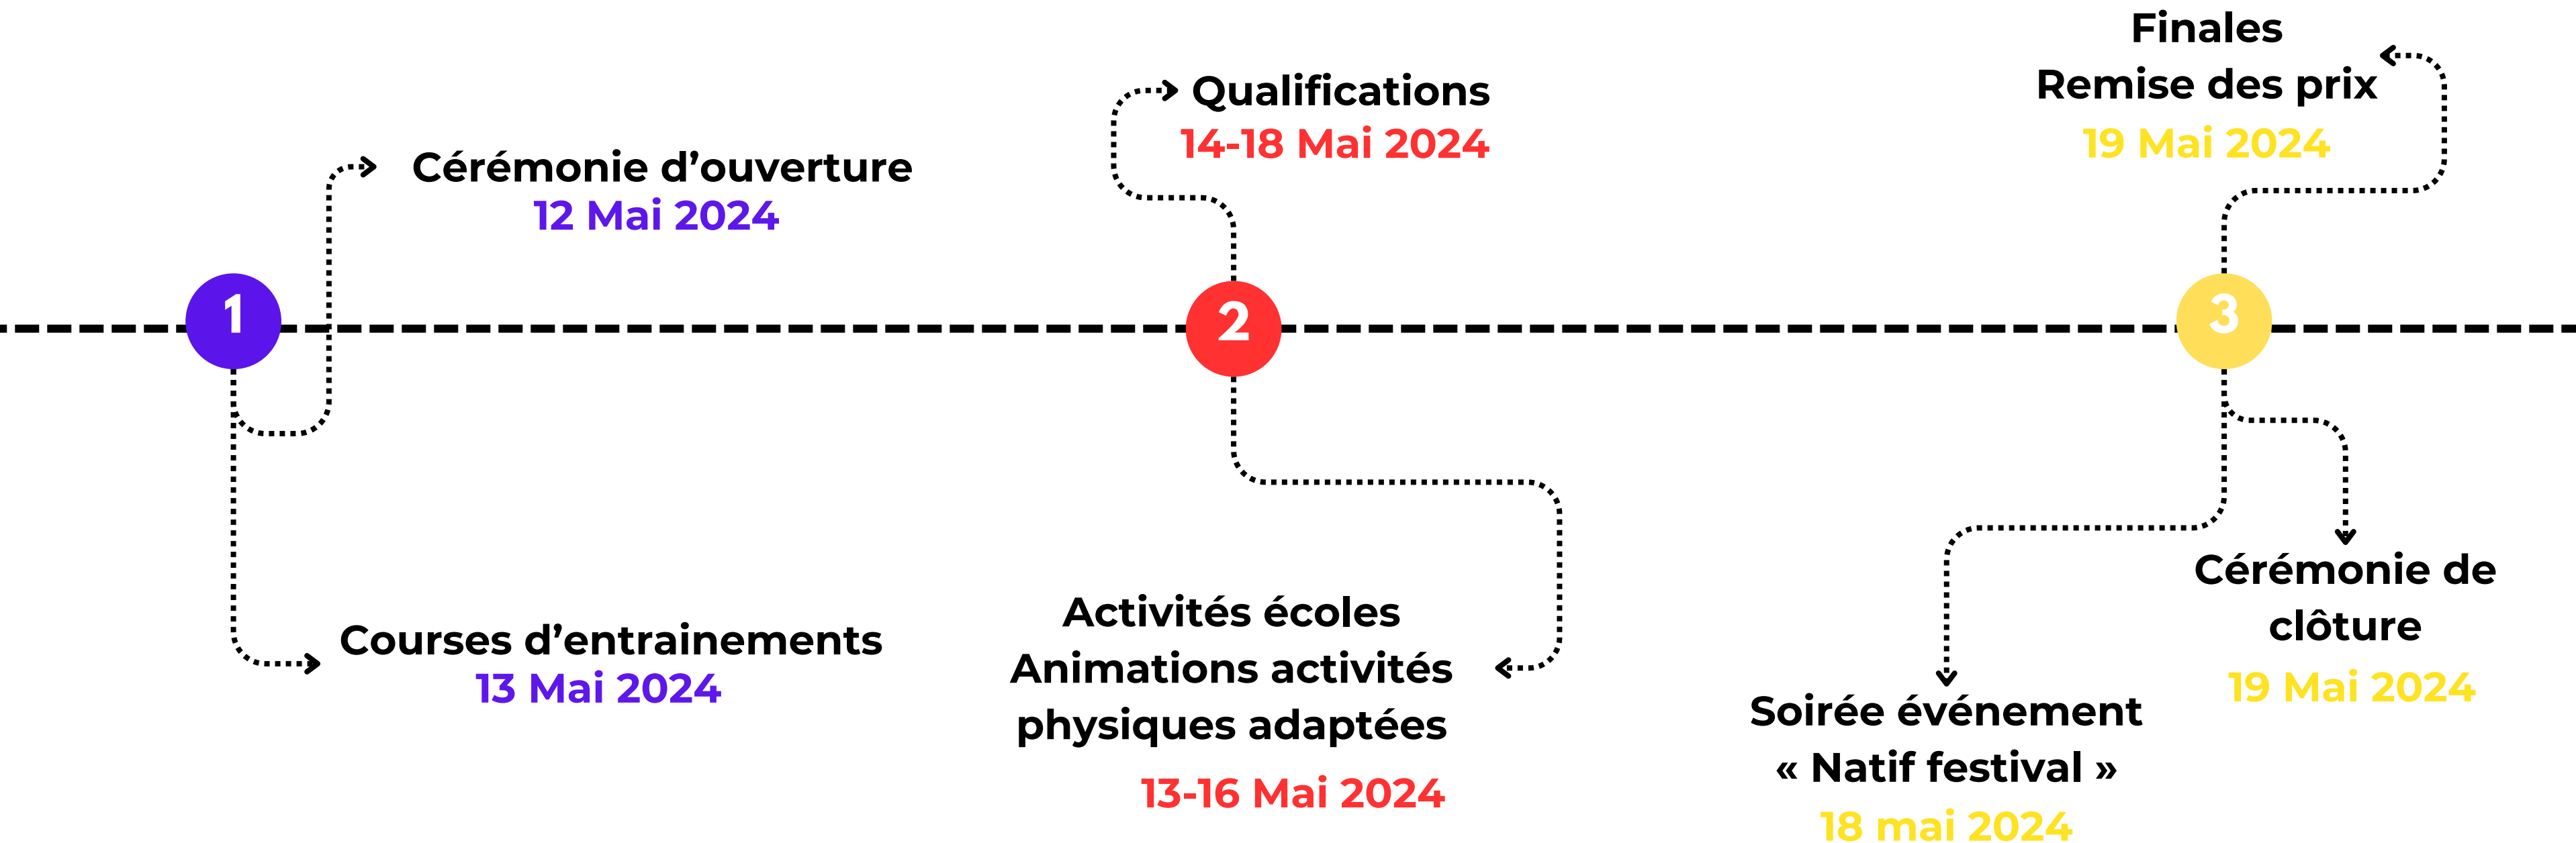 1
Cérémonie d’ouverture
12 Mai 2024
Courses d’entrainements
13 Mai 2024
2
Qualifications
14-18 Mai 2024
Activités écoles
Animations activités
physiques adaptées
13-16 Mai 2024
3
Finales
Remise des prix
19 Mai 2024
Soirée événement
« Natif festival »
18 mai 2024
Cérémonie de
clôture
19 Mai 2024